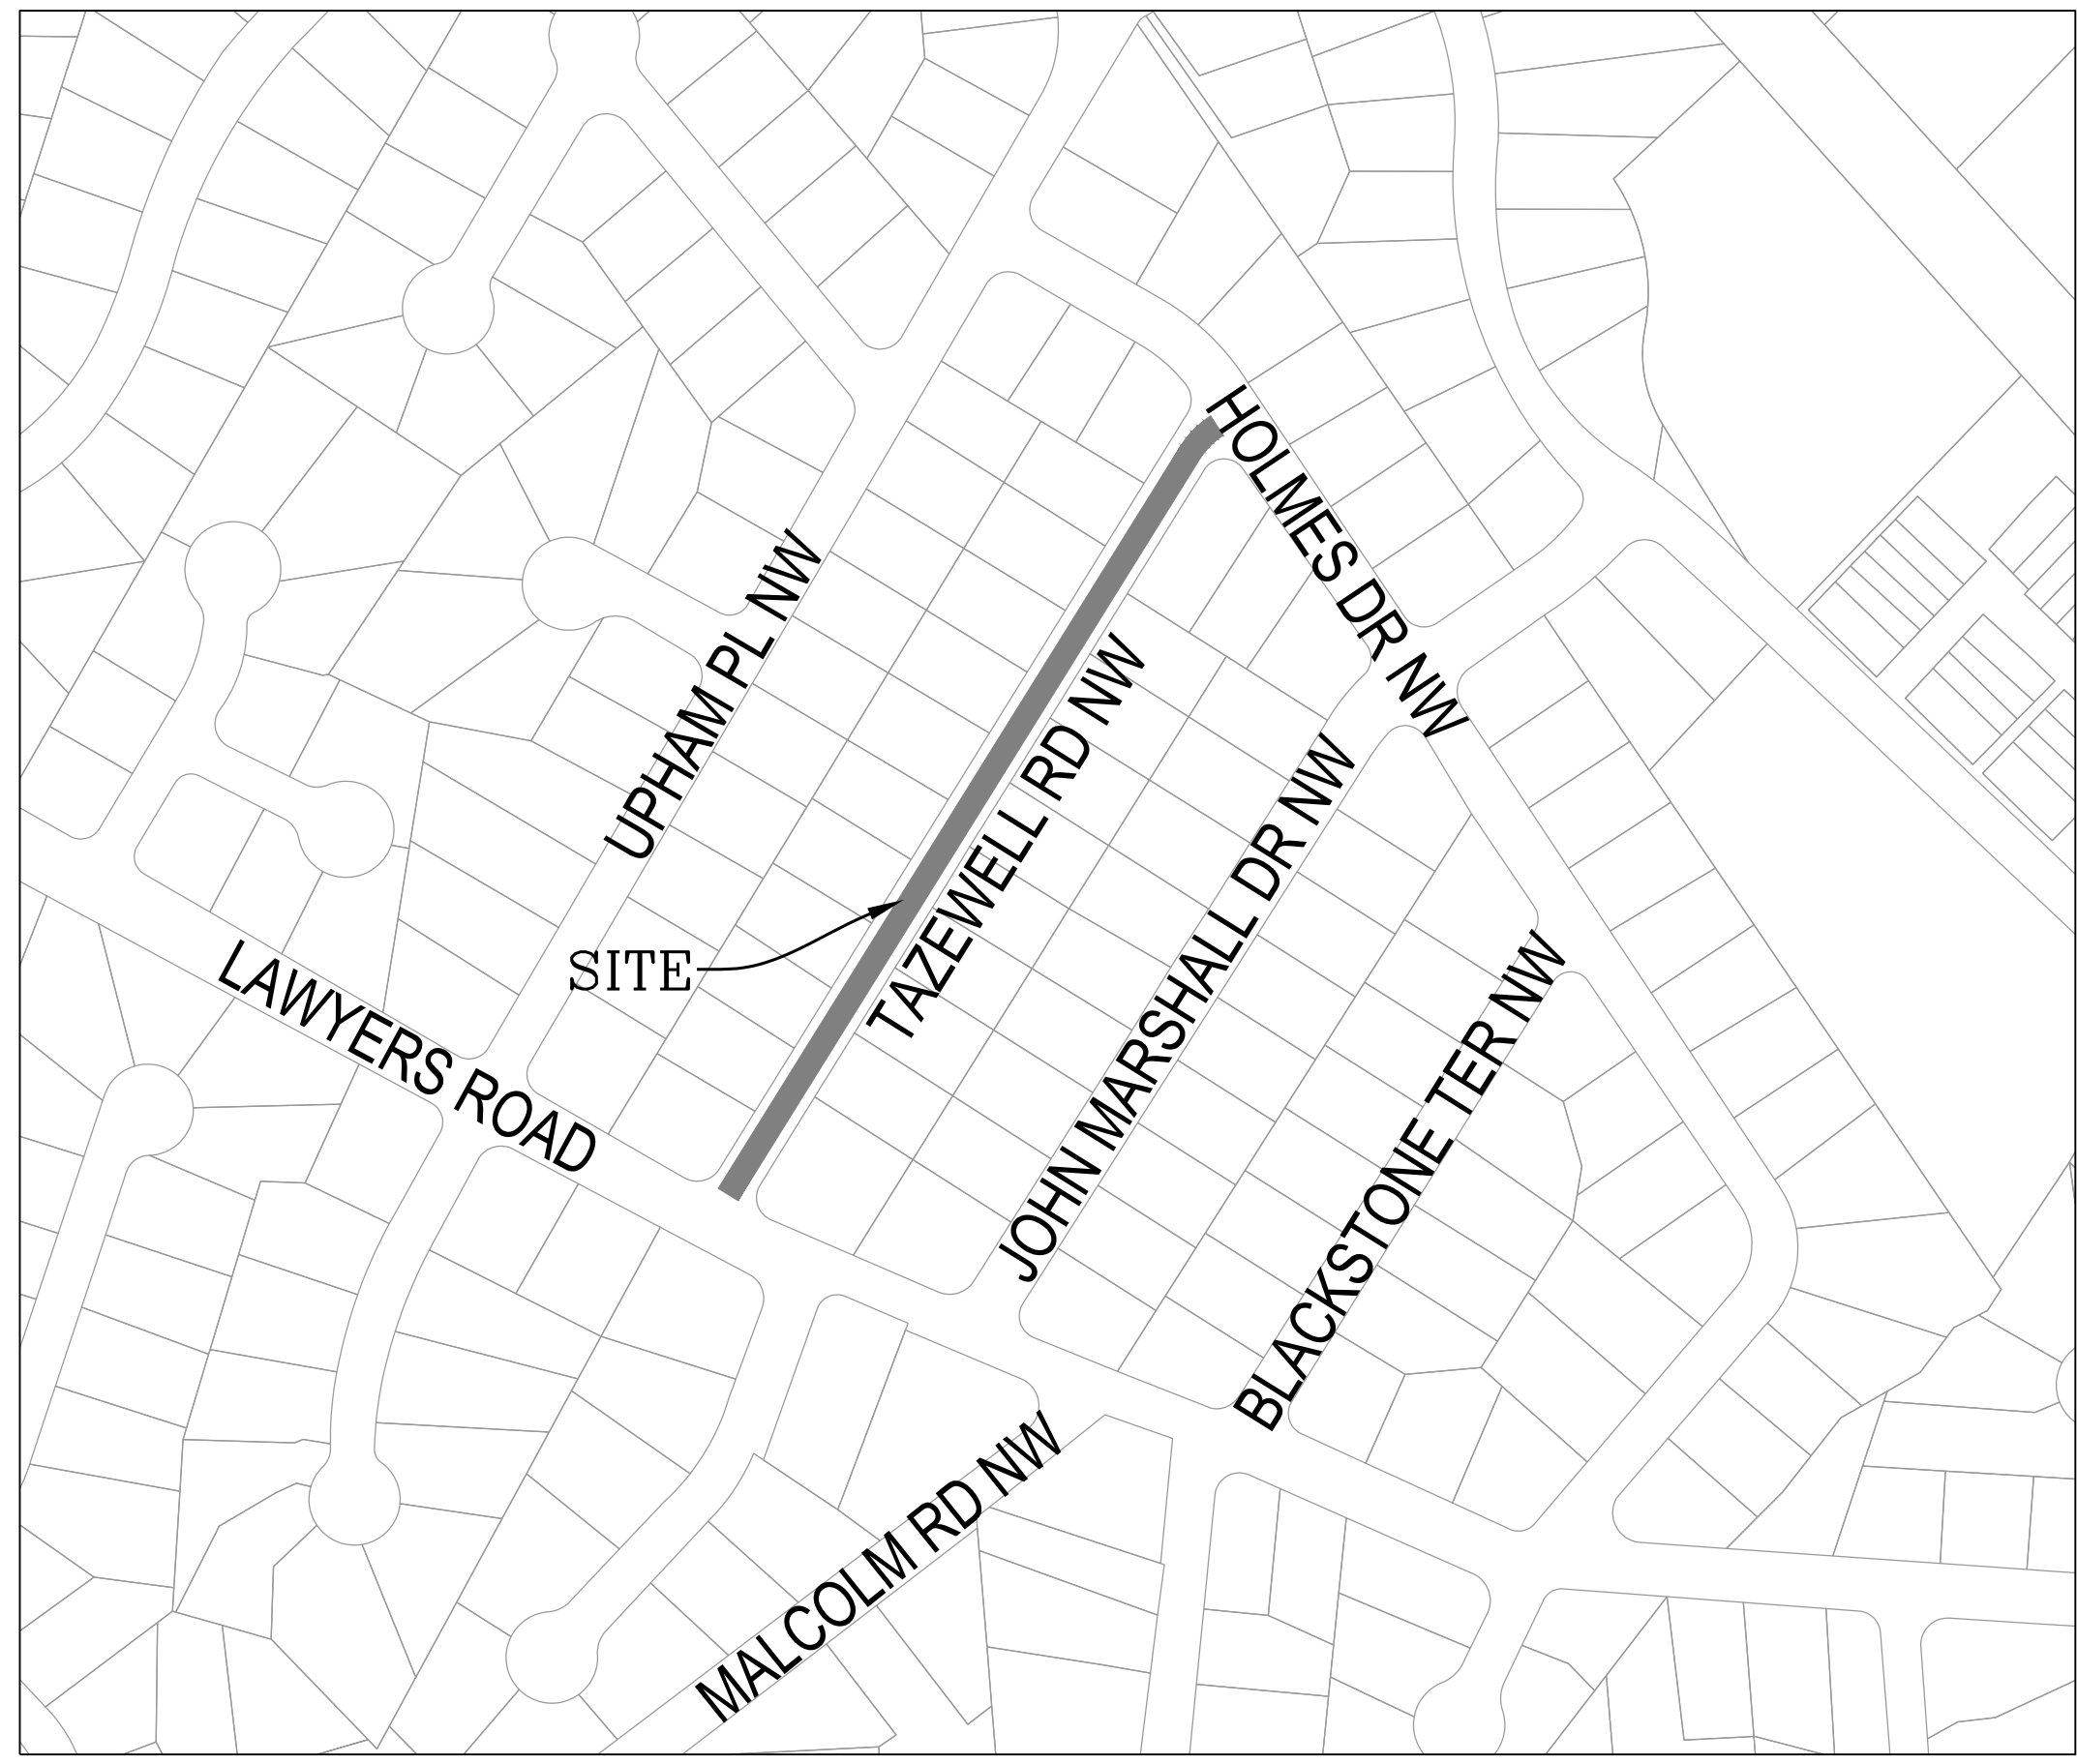 HOLMES DR NW
UPHAM PL NW
TAZEWELL RD NW
JOHN MARSHALL DR NW
SITE
LAWYERS ROAD
BLACKSTONE TER NW
MALCOLM RD NW